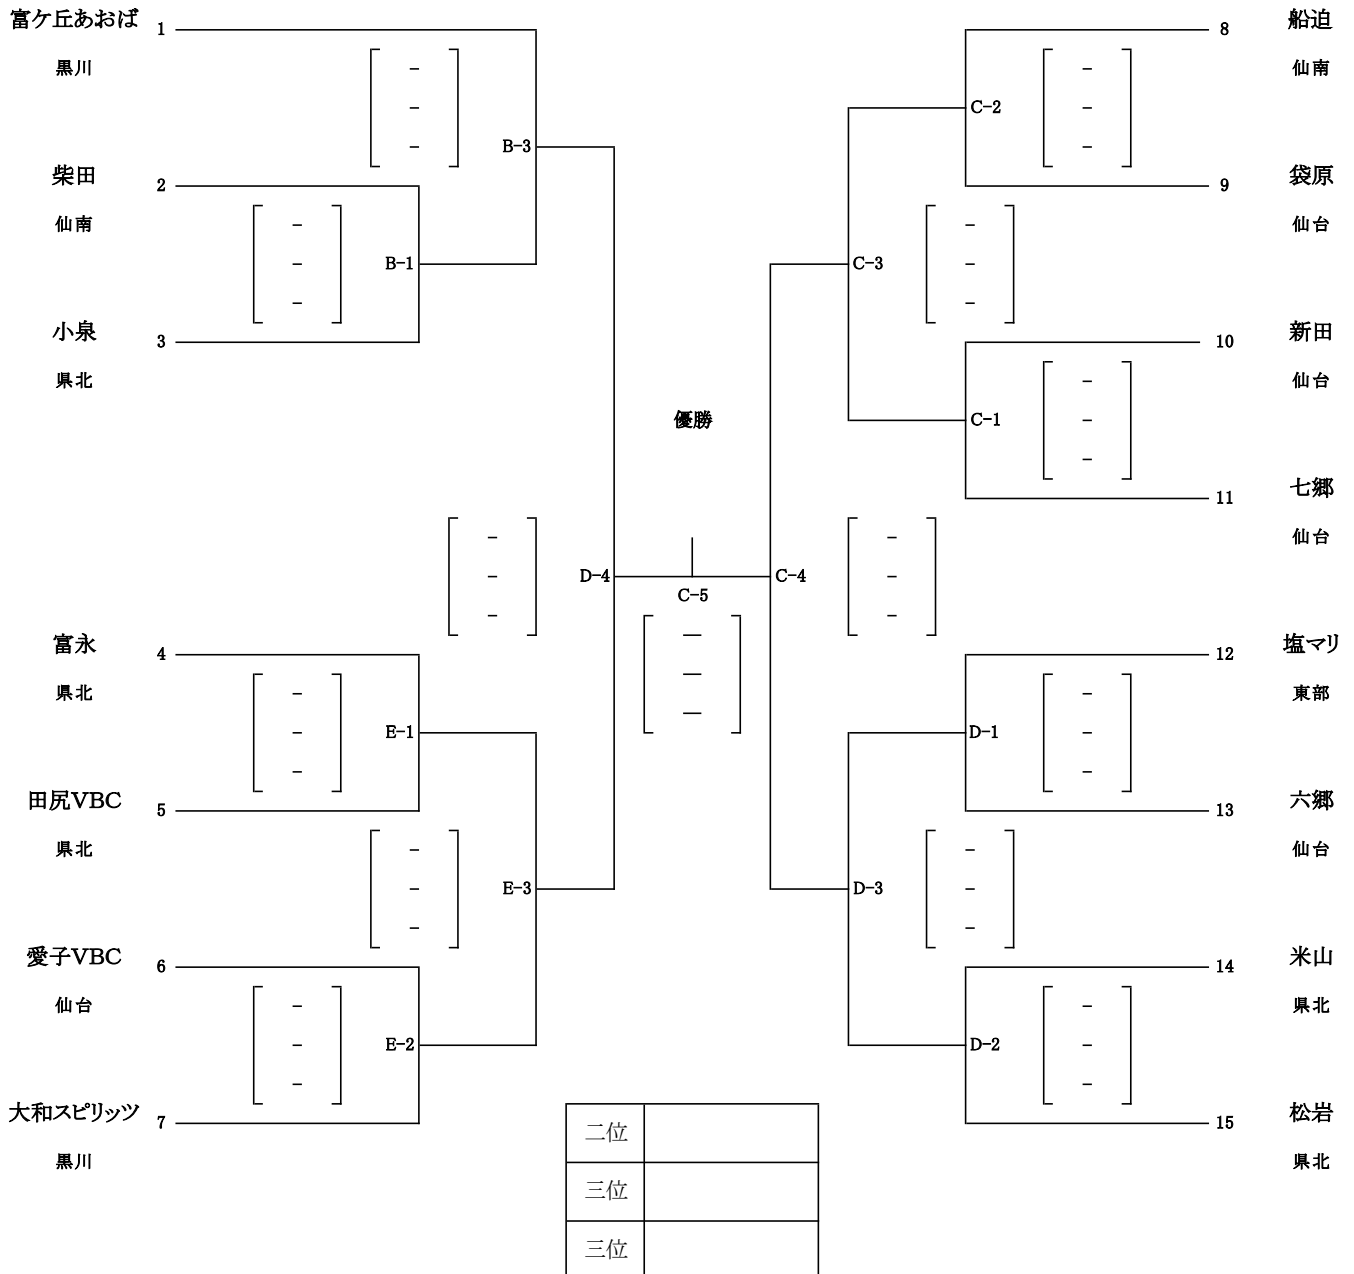 富ケ丘あおば 1
黒川
柴田 2
仙南
小泉 3
県北
富永 4
県北
田尻VBC 5
県北
愛子VBC 6
仙台
大和スピリッツ 7
黒川
B-3
- 
- 
- 
B-1
- 
- 
- 
D-4
- 
- 
- 
E-1
- 
- 
- 
E-3
- 
- 
- 
E-2
- 
- 
- 
優勝
C-5
—
—
—
8 船迫
仙南
9 袋原
仙台
10 新田
仙台
11 七郷
仙台
12 塩マリ
東部
13 六郷
仙台
14 米山
県北
15 松岩
県北
C-2
- 
- 
- 
C-3
- 
- 
- 
C-1
- 
- 
- 
C-4
- 
- 
- 
D-1
- 
- 
- 
D-3
- 
- 
- 
D-2
- 
- 
- 
二位
三位
三位